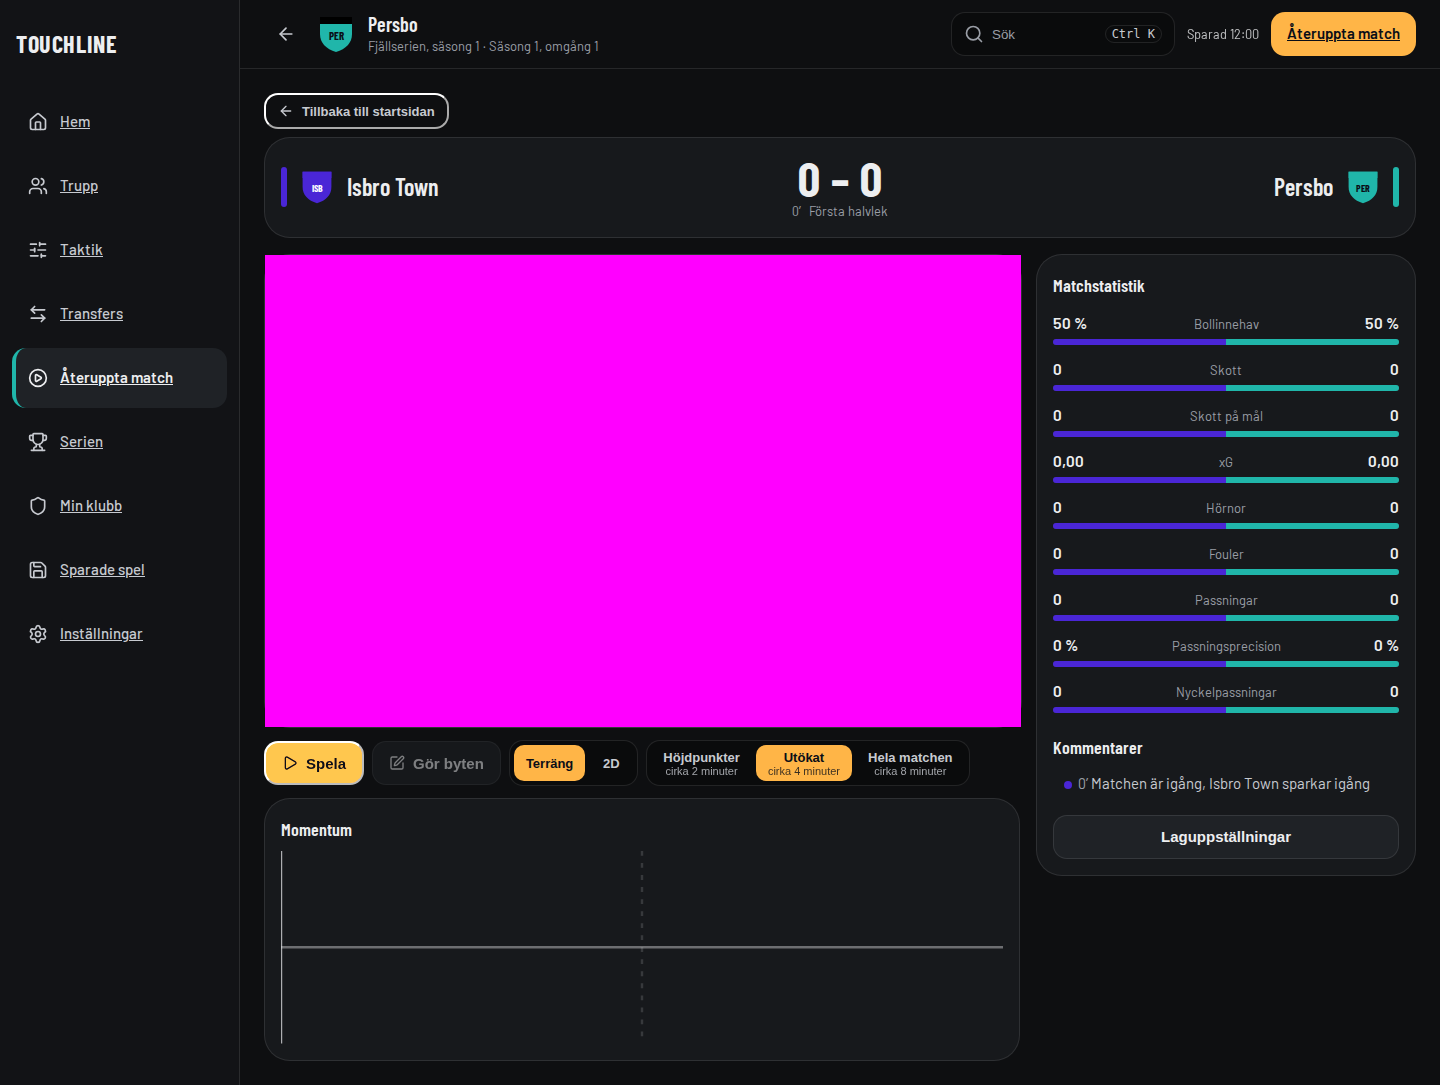 TOUCHLINE
Hem
Trupp
Taktik
Transfers
Återuppta match
Serien
Min klubb
Sparade spel
Inställningar
PER
Persbo
Fjällserien, säsong 1 · Säsong 1, omgång 1
Sök
Ctrl K
Sparad 12:00
Återuppta match
Tillbaka till startsidan
ISB
Isbro Town
0 – 0
0′ Första halvlek
Persbo
PER
Spela
Gör byten
Terräng
2D
Höjdpunkter
cirka 2 minuter
Utökat
cirka 4 minuter
Hela matchen
cirka 8 minuter
Momentum
Matchstatistik
50 % Bollinnehav 50 %
0 Skott 0
0 Skott på mål 0
0,00 xG 0,00
0 Hörnor 0
0 Fouler 0
0 Passningar 0
0 % Passningsprecision 0 %
0 Nyckelpassningar 0
Kommentarer
0′ Matchen är igång, Isbro Town sparkar igång
Laguppställningar